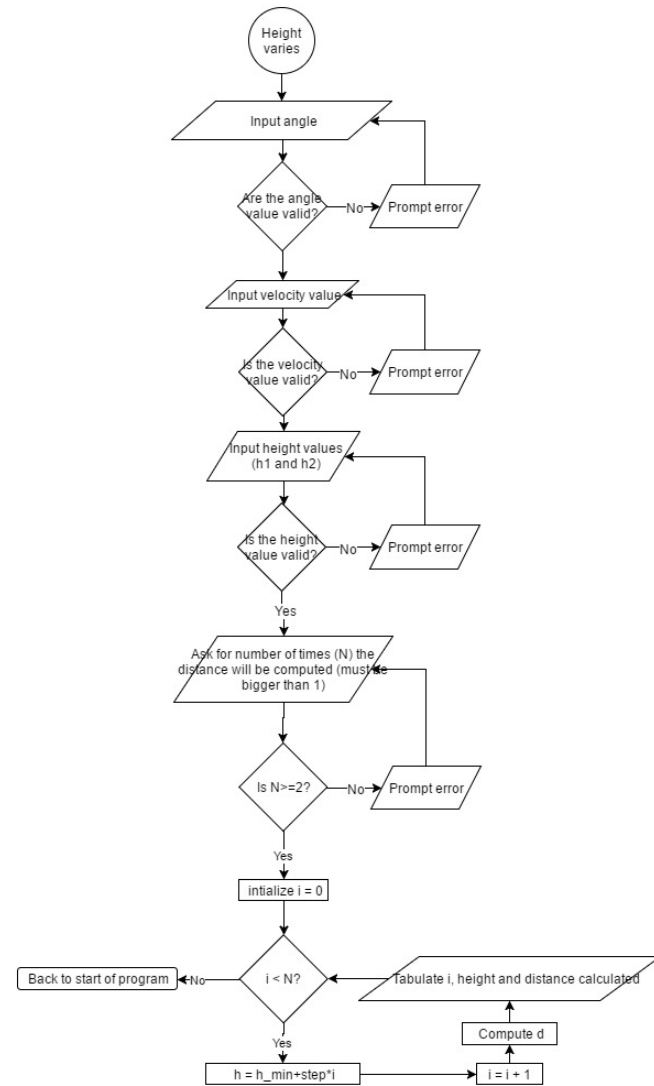 Height
varies
Input angle
Are the angle
value valid?
No
Prompt error
Input velocity value
Is the velocity
value valid?
No
Prompt error
Input height values
(h1 and h2)
Is the height
value valid?
No
Prompt error
Yes
Ask for number of times (N) the
distance will be computed (must be
bigger than 1)
Is N>=2?
No
Prompt error
Yes
intialize i = 0
Back to start of program
No
i < N?
Tabulate i, height and distance calculated
Yes
Compute d
h = h_min+step*i
i = i + 1